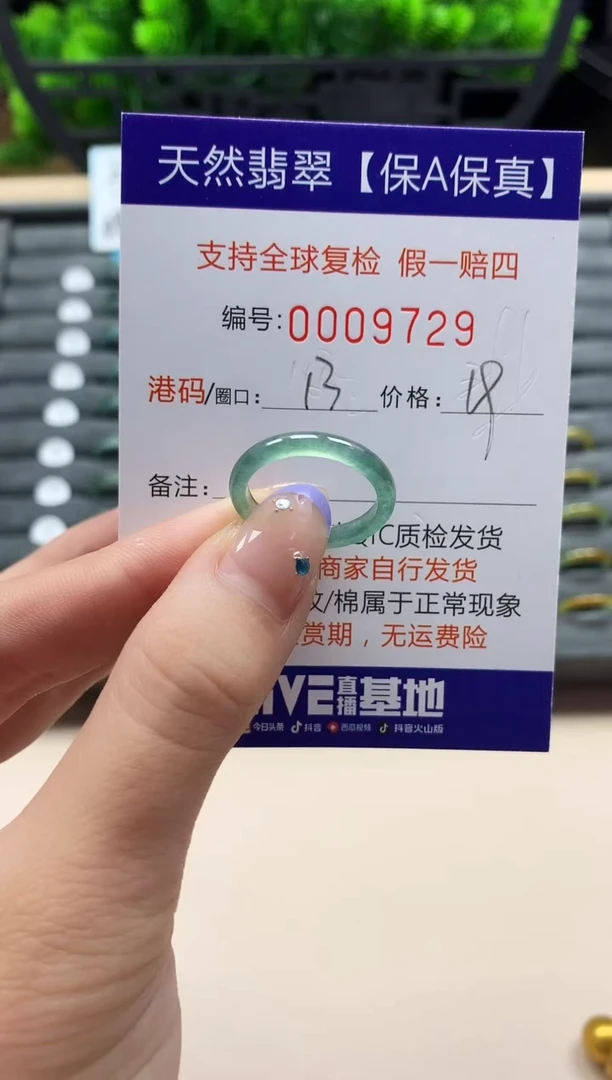 天然翡翠【保A保真】
支持全球复检 假一赔四
编号:0009729
港码/圈口: 13 价格:
备注:
IC质检发货
商家自行发货
/棉属于正常现象
赏期，无运费险
IVE直播基地
今日头条 抖音 西瓜视频 抖音火山版